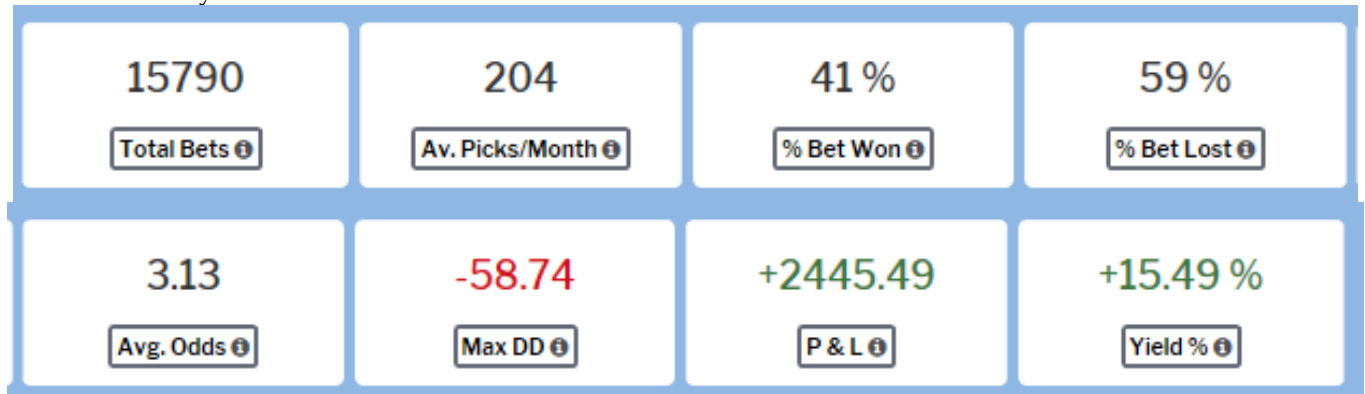 15790
204
41 %
59 %
Total Bets
Av. Picks/Month
% Bet Won
% Bet Lost
3.13
-58.74
+2445.49
+15.49 %
Avg. Odds
Max DD
P & L
Yield %